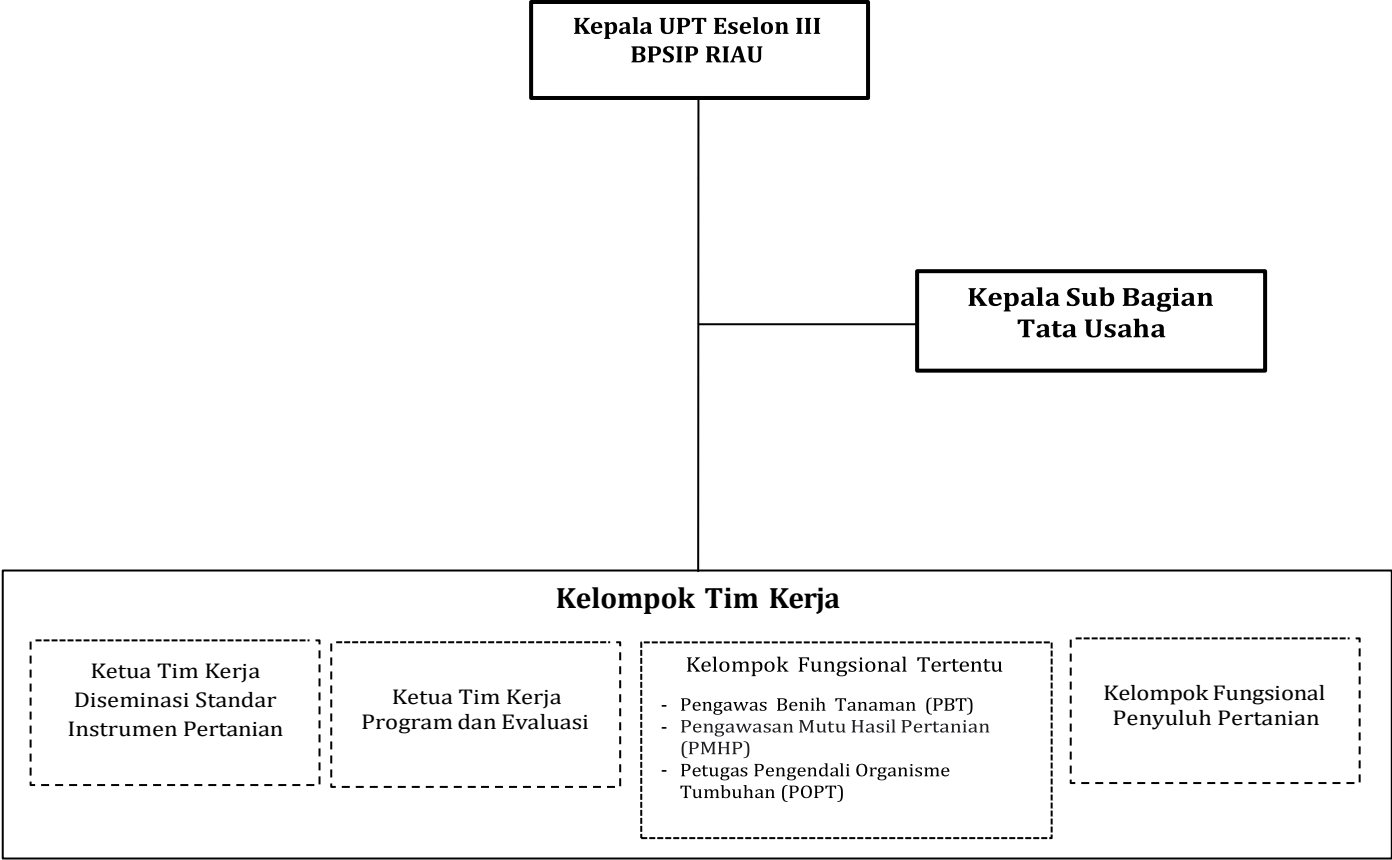 Kepala UPT Eselon III
BPSIP RIAU
Kepala Sub Bagian
Tata Usaha
Kelompok Tim Kerja
Ketua Tim Kerja
Diseminasi Standar
Instrumen Pertanian
Ketua Tim Kerja
Program dan Evaluasi
Kelompok Fungsional Tertentu
- Pengawas Benih Tanaman (PBT)
- Pengawasan Mutu Hasil Pertanian
(PMHP)
- Petugas Pengendali Organisme
Tumbuhan (POPT)
Kelompok Fungsional
Penyuluh Pertanian